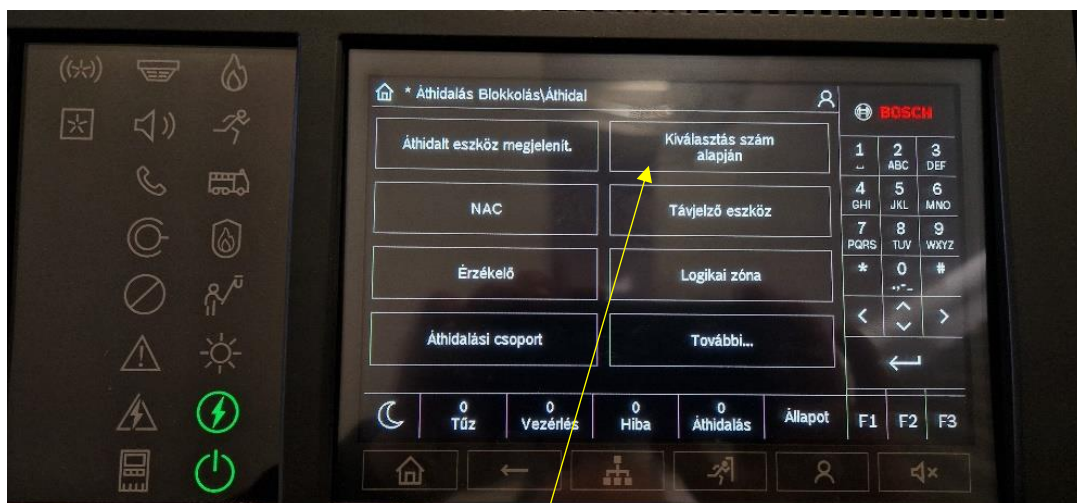 * Áthidalás Blokkolás\Áthidal
BOSCH
Áthidalt eszköz megjelenít.
Kiválasztás szám
alapján
NAC
Távjelző eszköz
Érzékelő
Logikai zóna
Áthidalási csoport
További...
1 2 3
ABC DEF
4 5 6
GHI JKL MNO
7 8 9
PQRS TUV WXYZ
* 0 #
.,-_
0 0 0 0
Tűz Vezérlés Hiba Áthidalás Állapot
F1 F2 F3